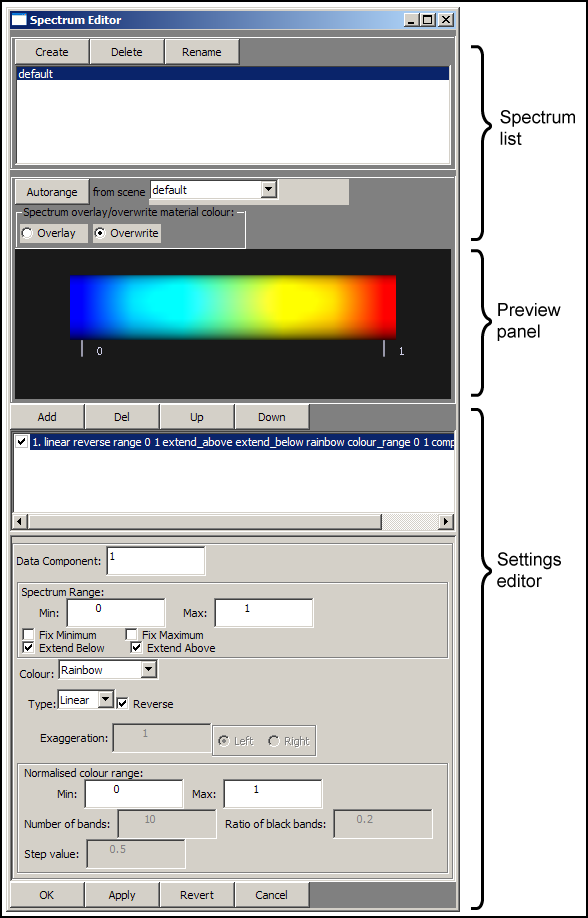 Spectrum Editor
Create Delete Rename
default
Spectrum
list
Autorange from scene default
Spectrum overlay/overwrite material colour:
Overlay Overwrite
0 1
Preview
panel
Add Del Up Down
1. linear reverse range 0 1 extend_above extend_below rainbow colour_range 0 1 comp
Settings
editor
Data Component: 1
Spectrum Range:
Min: 0 Max: 1
Fix Minimum Fix Maximum
Extend Below Extend Above
Colour: Rainbow
Type: Linear Reverse
Exaggeration: 1 Left Right
Normalised colour range:
Min: 0 Max: 1
Number of bands: 10 Ratio of black bands: 0.2
Step value: 0.5
OK Apply Revert Cancel